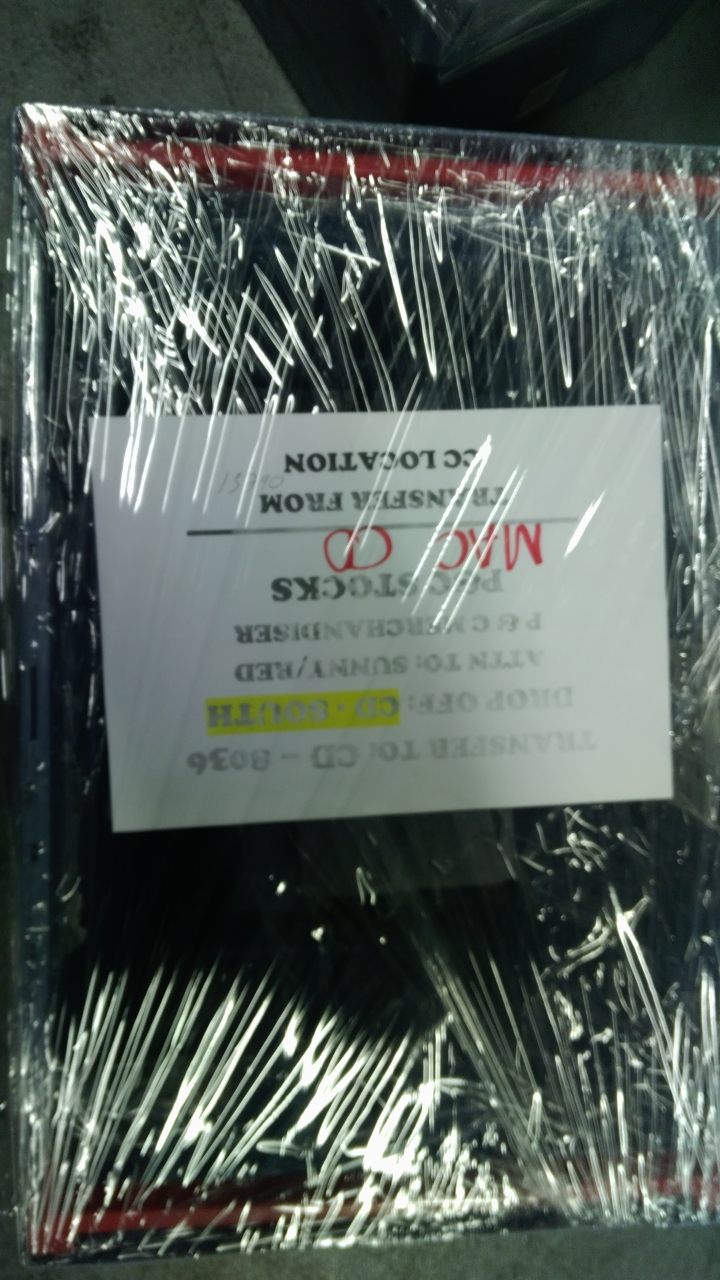 TRANSFER TO: CD – 8036
DROP OFF: CD - SOUTH
ATTN TO: SUNNY/RED
P & C MERCHANDISER
P&C STOCKS
MAC CD
TRANSFER FROM
CC LOCATION